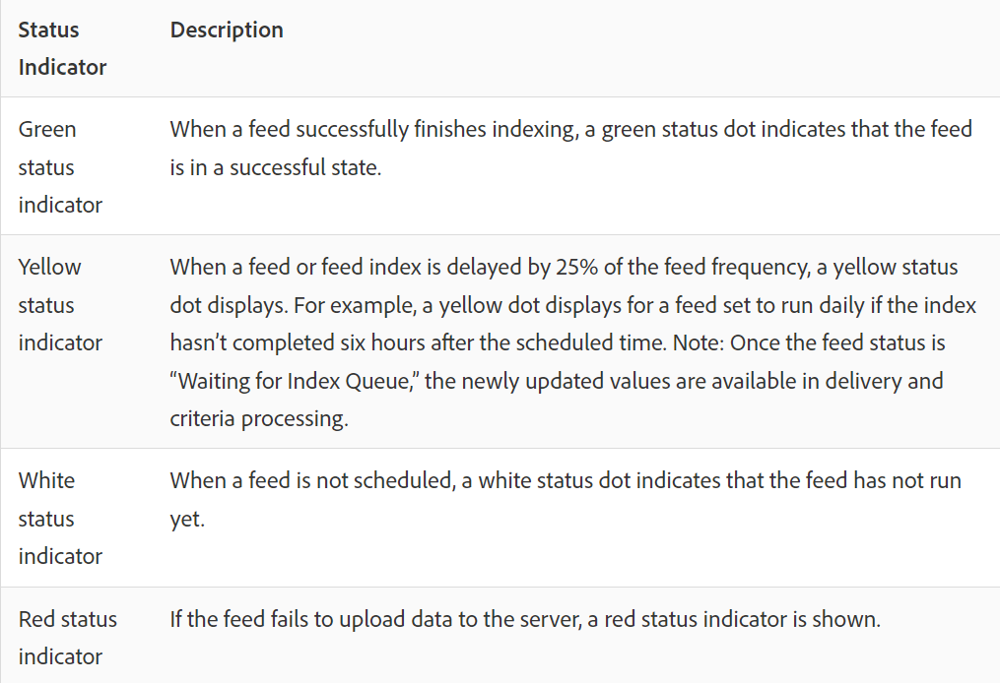 Status Indicator
Description
Green status indicator
When a feed successfully finishes indexing, a green status dot indicates that the feed
is in a successful state.
Yellow status indicator
When a feed or feed index is delayed by 25% of the feed frequency, a yellow status
dot displays. For example, a yellow dot displays for a feed set to run daily if the index
hasn’t completed six hours after the scheduled time. Note: Once the feed status is
“Waiting for Index Queue,” the newly updated values are available in delivery and
criteria processing.
White status indicator
When a feed is not scheduled, a white status dot indicates that the feed has not run
yet.
Red status indicator
If the feed fails to upload data to the server, a red status indicator is shown.